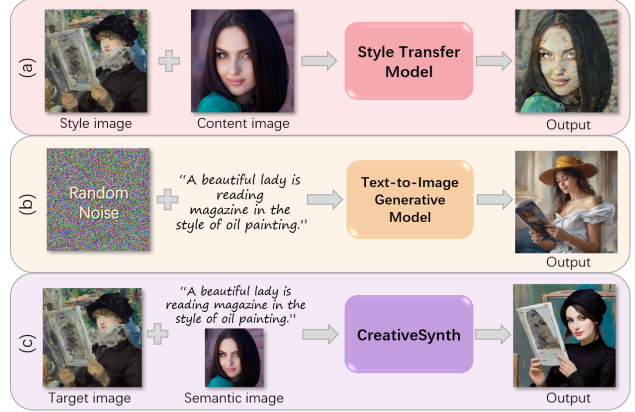 (a)
Style image
Content image
Style Transfer
Model
Output
(b)
Random
Noise
“A beautiful lady is
reading
magazine in the
style of oil painting.”
Text-to-Image
Generative
Model
Output
(c)
Target image
“A beautiful lady is
reading magazine in the
style of oil painting.”
Semantic image
CreativeSynth
Output